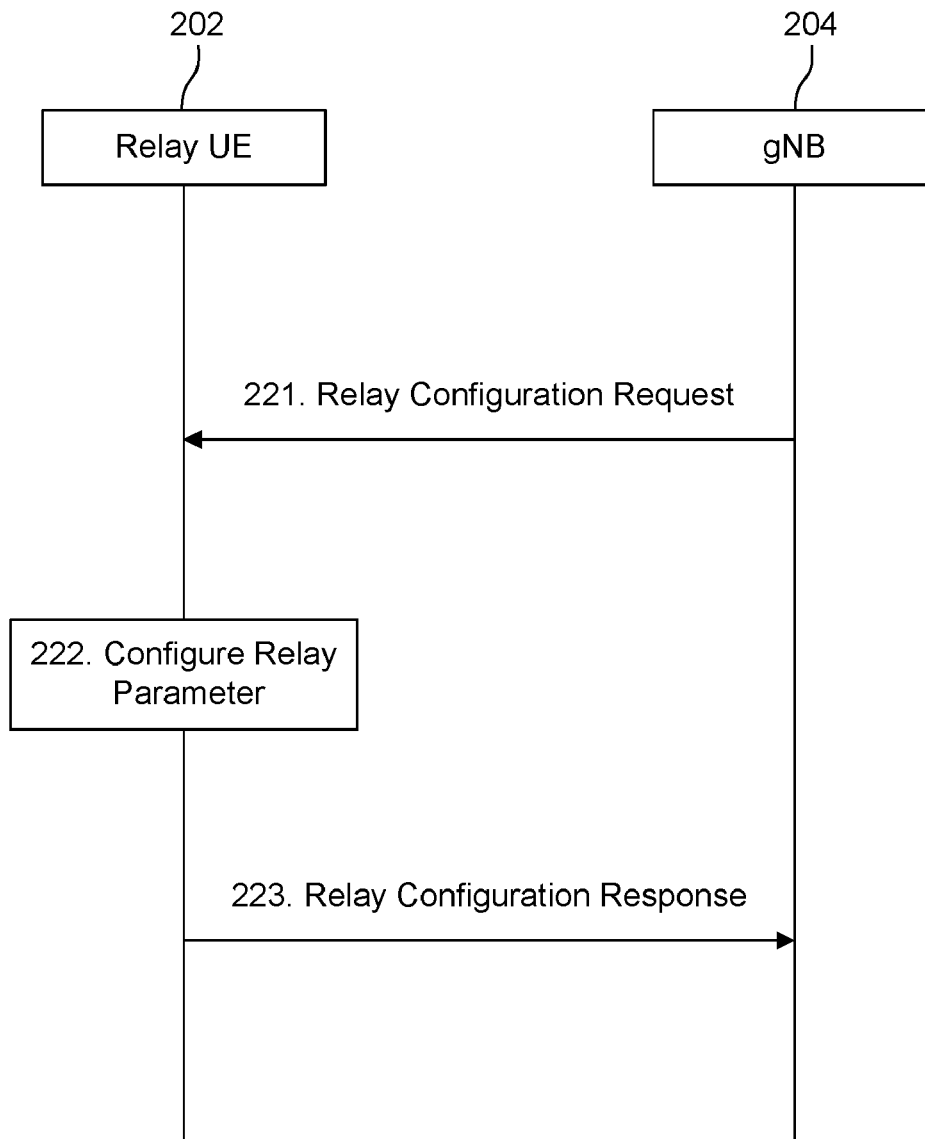 202
204
Relay UE
gNB
221. Relay Configuration Request
222. Configure Relay
Parameter
223. Relay Configuration Response